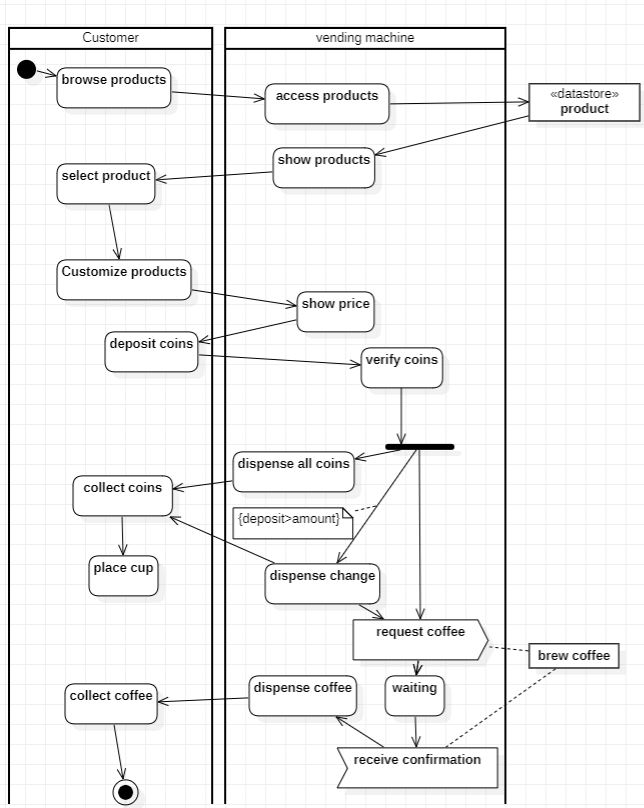 Customer
vending machine
browse products
access products
«datastore»
product
show products
select product
Customize products
show price
deposit coins
verify coins
dispense all coins
collect coins
{deposit>amount}
place cup
dispense change
request coffee
brew coffee
collect coffee
dispense coffee
waiting
receive confirmation